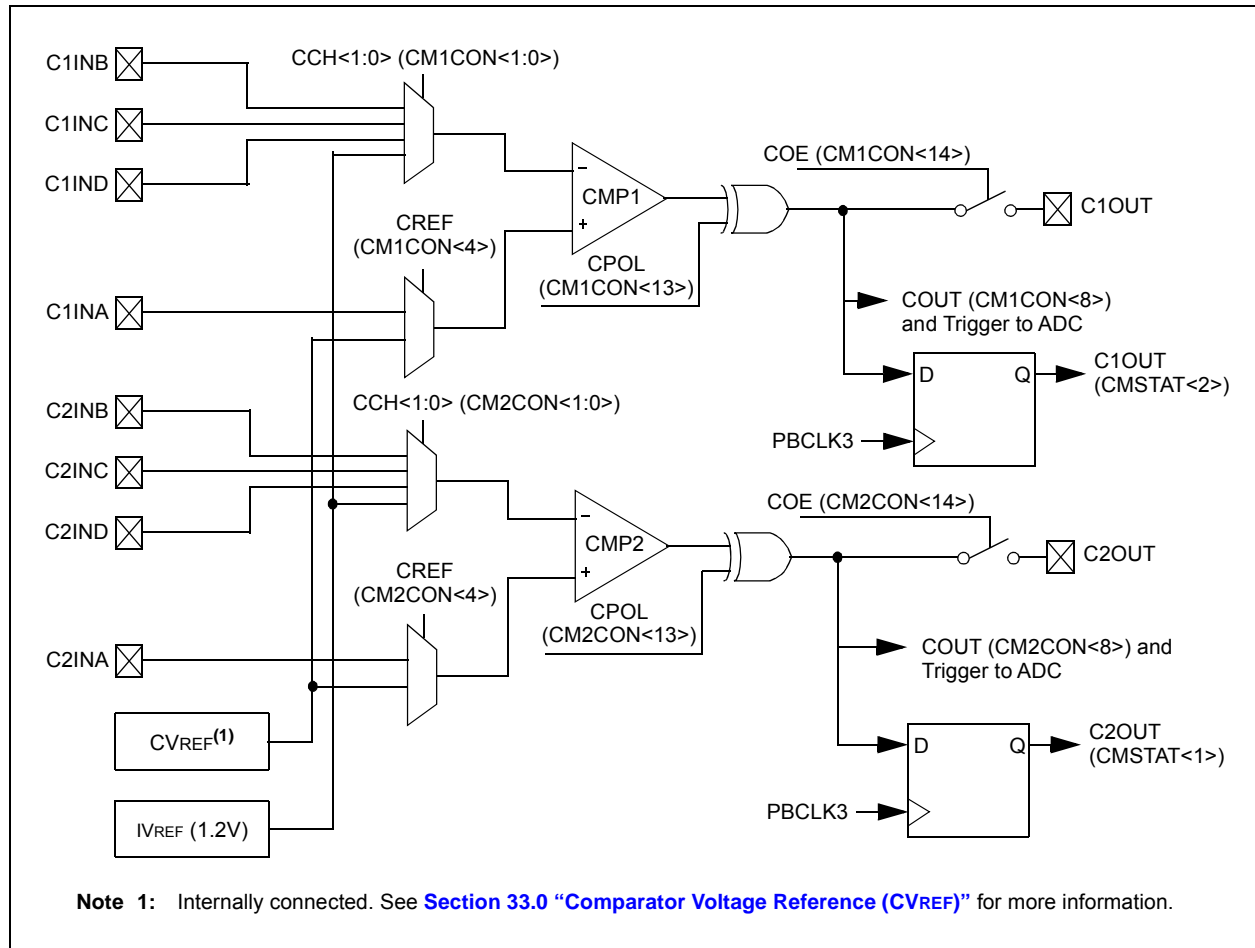 C1INB
CCH<1:0> (CM1CON<1:0>)
C1INC
C1IND
COE (CM1CON<14>)
–
CMP1
+
C1OUT
CREF
(CM1CON<4>)
CPOL
(CM1CON<13>)
C1INA
COUT (CM1CON<8>)
and Trigger to ADC
D
Q
C1OUT
(CMSTAT<2>)
PBCLK3
C2INB
CCH<1:0> (CM2CON<1:0>)
C2INC
C2IND
COE (CM2CON<14>)
–
CMP2
+
C2OUT
CREF
(CM2CON<4>)
CPOL
(CM2CON<13>)
C2INA
COUT (CM2CON<8>) and
Trigger to ADC
CVREF(1)
D
Q
C2OUT
(CMSTAT<1>)
PBCLK3
IVREF (1.2V)
Note 1: Internally connected. See Section 33.0 “Comparator Voltage Reference (CVREF)” for more information.